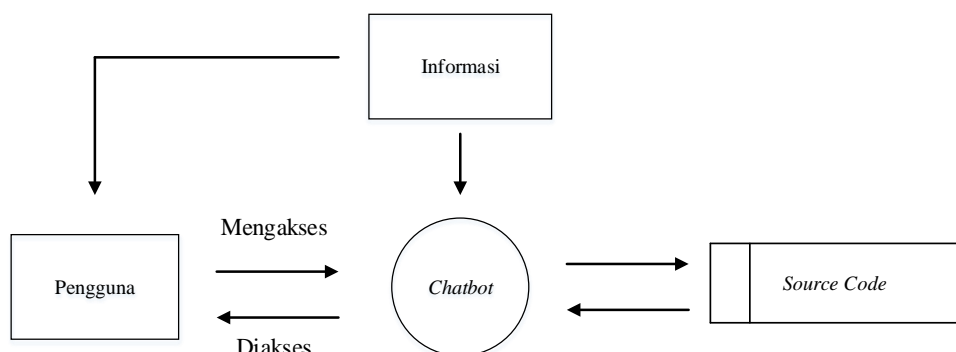 Informasi
Mengakses
Pengguna
Chatbot
Source Code
Diakses